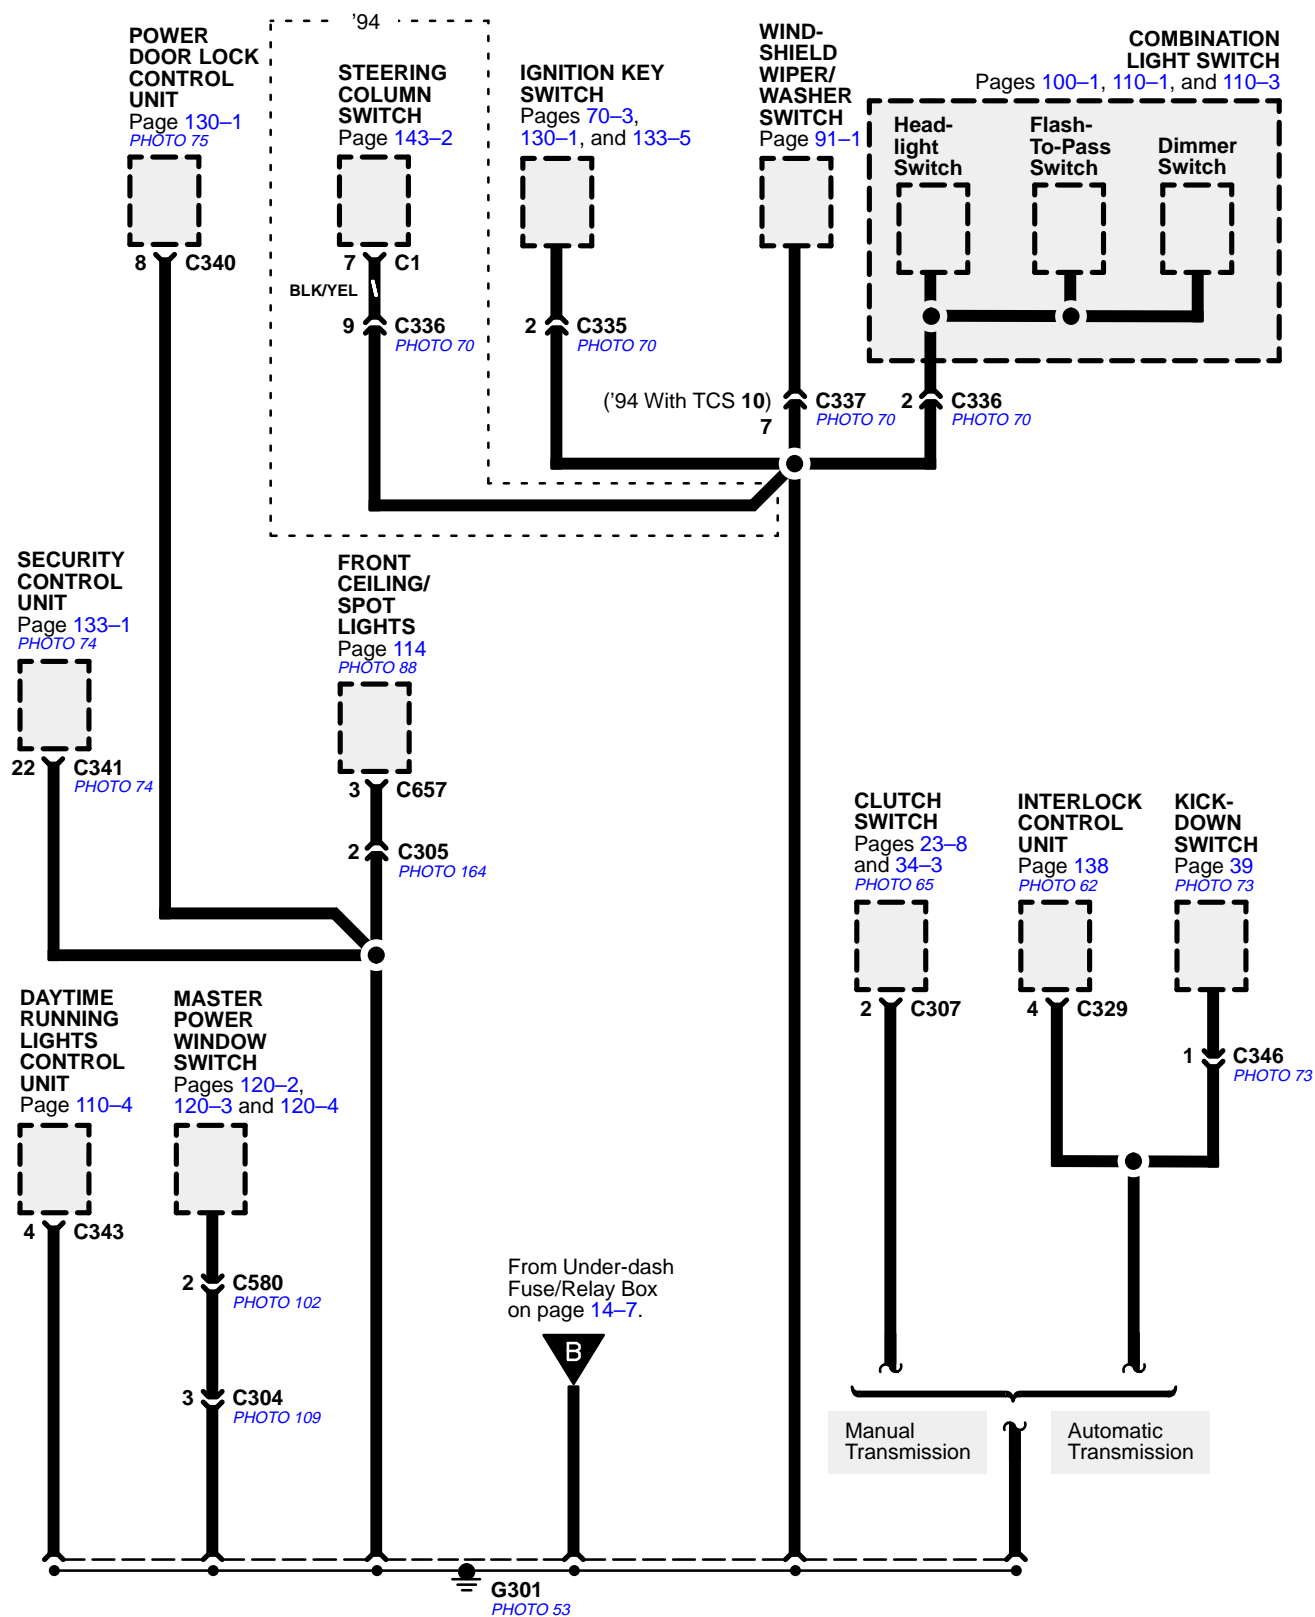 '94
POWER
DOOR LOCK
CONTROL
UNIT
Page 130–1
PHOTO 75
8 C340
STEERING
COLUMN
SWITCH
Page 143–2
7 C1
BLK/YEL
9 C336
PHOTO 70
IGNITION KEY
SWITCH
Pages 70–3,
130–1, and 133–5
2 C335
PHOTO 70
WIND-
SHIELD
WIPER/
WASHER
SWITCH
Page 91–1
('94 With TCS 10)
7
C337
PHOTO 70
COMBINATION
LIGHT SWITCH
Pages 100–1, 110–1, and 110–3
Head-
light
Switch
Flash-
To-Pass
Switch
Dimmer
Switch
2 C336
PHOTO 70
SECURITY
CONTROL
UNIT
Page 133–1
PHOTO 74
22 C341
PHOTO 74
FRONT
CEILING/
SPOT
LIGHTS
Page 114
PHOTO 88
3 C657
2 C305
PHOTO 164
CLUTCH
SWITCH
Pages 23–8
and 34–3
PHOTO 65
2 C307
INTERLOCK
CONTROL
UNIT
Page 138
PHOTO 62
4 C329
KICK-
DOWN
SWITCH
Page 39
PHOTO 73
1 C346
PHOTO 73
DAYTIME
RUNNING
LIGHTS
CONTROL
UNIT
Page 110–4
4 C343
MASTER
POWER
WINDOW
SWITCH
Pages 120–2,
120–3 and 120–4
2 C580
PHOTO 102
3 C304
PHOTO 109
From Under-dash
Fuse/Relay Box
on page 14–7.
B
Manual
Transmission
Automatic
Transmission
G301
PHOTO 53